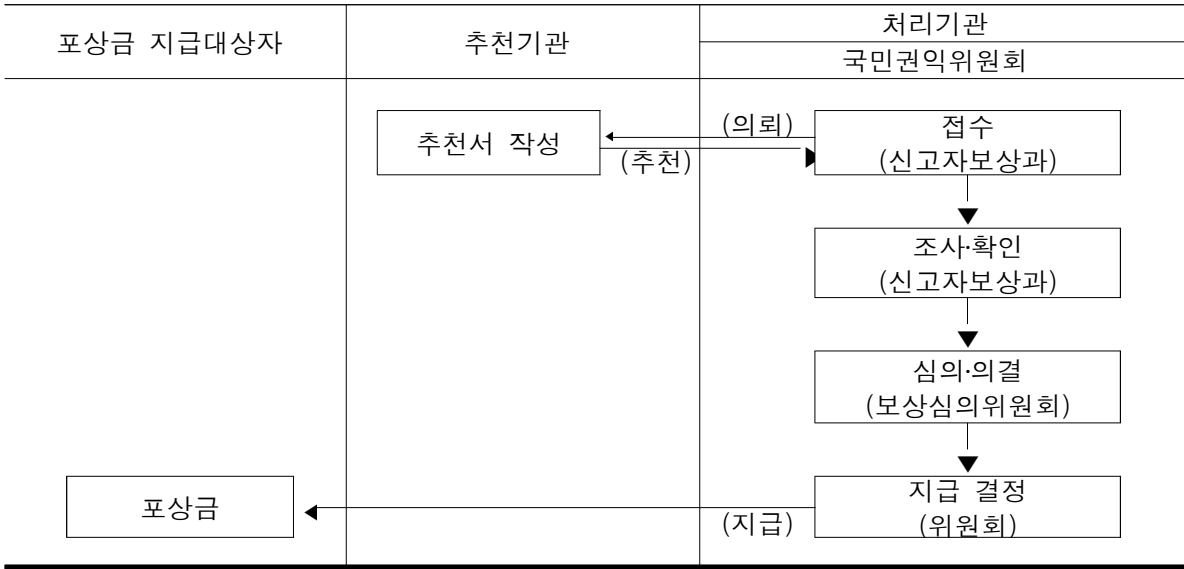 포상금 지급대상자
추천기관
처리기관
국민권익위원회
추천서 작성
(의뢰)
(추천)
접수
(신고자보상과)
조사·확인
(신고자보상과)
심의·의결
(보상심의위원회)
포상금
(지급)
지급 결정
(위원회)